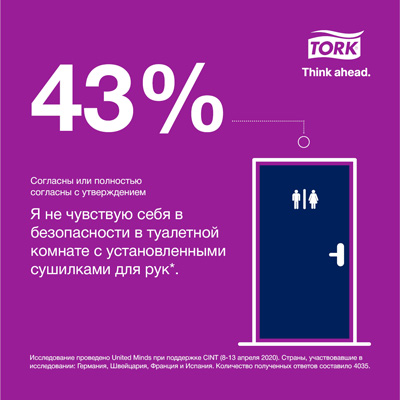 TORK
Think ahead.
43%
Согласны или полностью
согласны с утверждением
Я не чувствую себя в
безопасности в туалетной
комнате с установленными
сушилками для рук*.
Исследование проведено United Minds при поддержке CINT (8-13 апреля 2020). Страны, участвовавшие в
исследовании: Германия, Швейцария, Франция и Испания. Количество полученных ответов составило 4035.